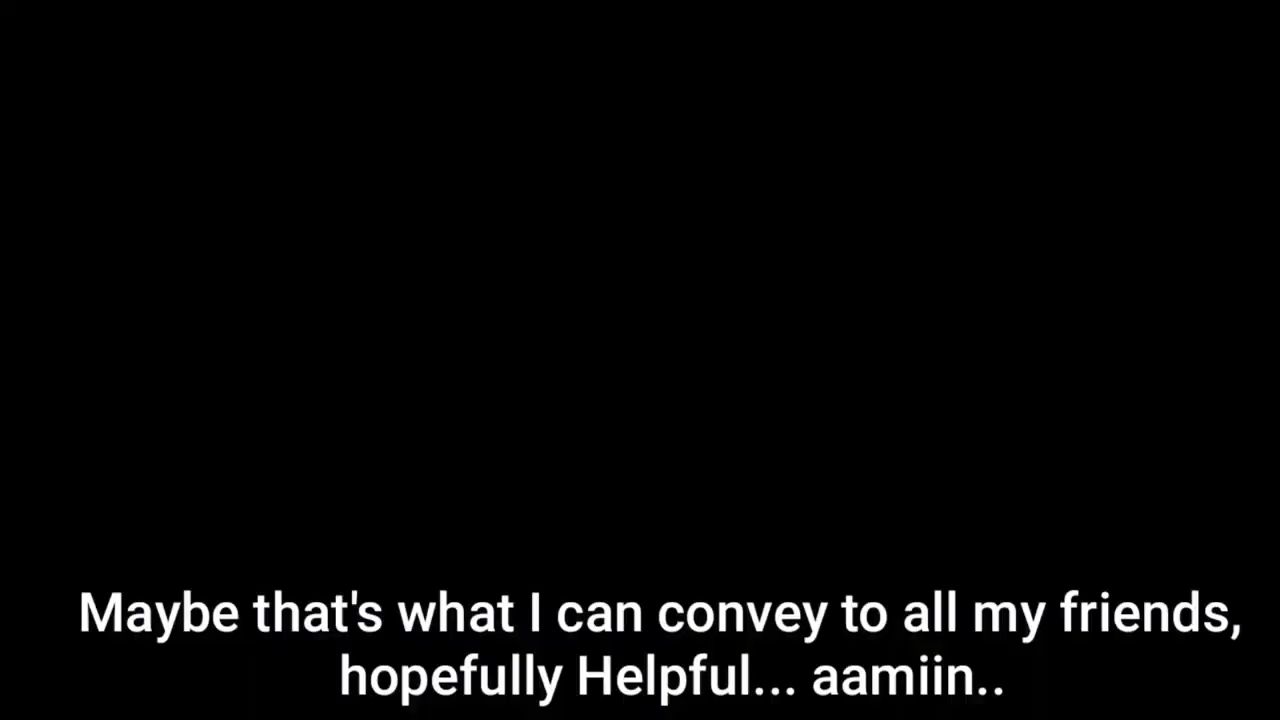 Maybe that's what I can convey to all my friends,
hopefully Helpful... aamiin..